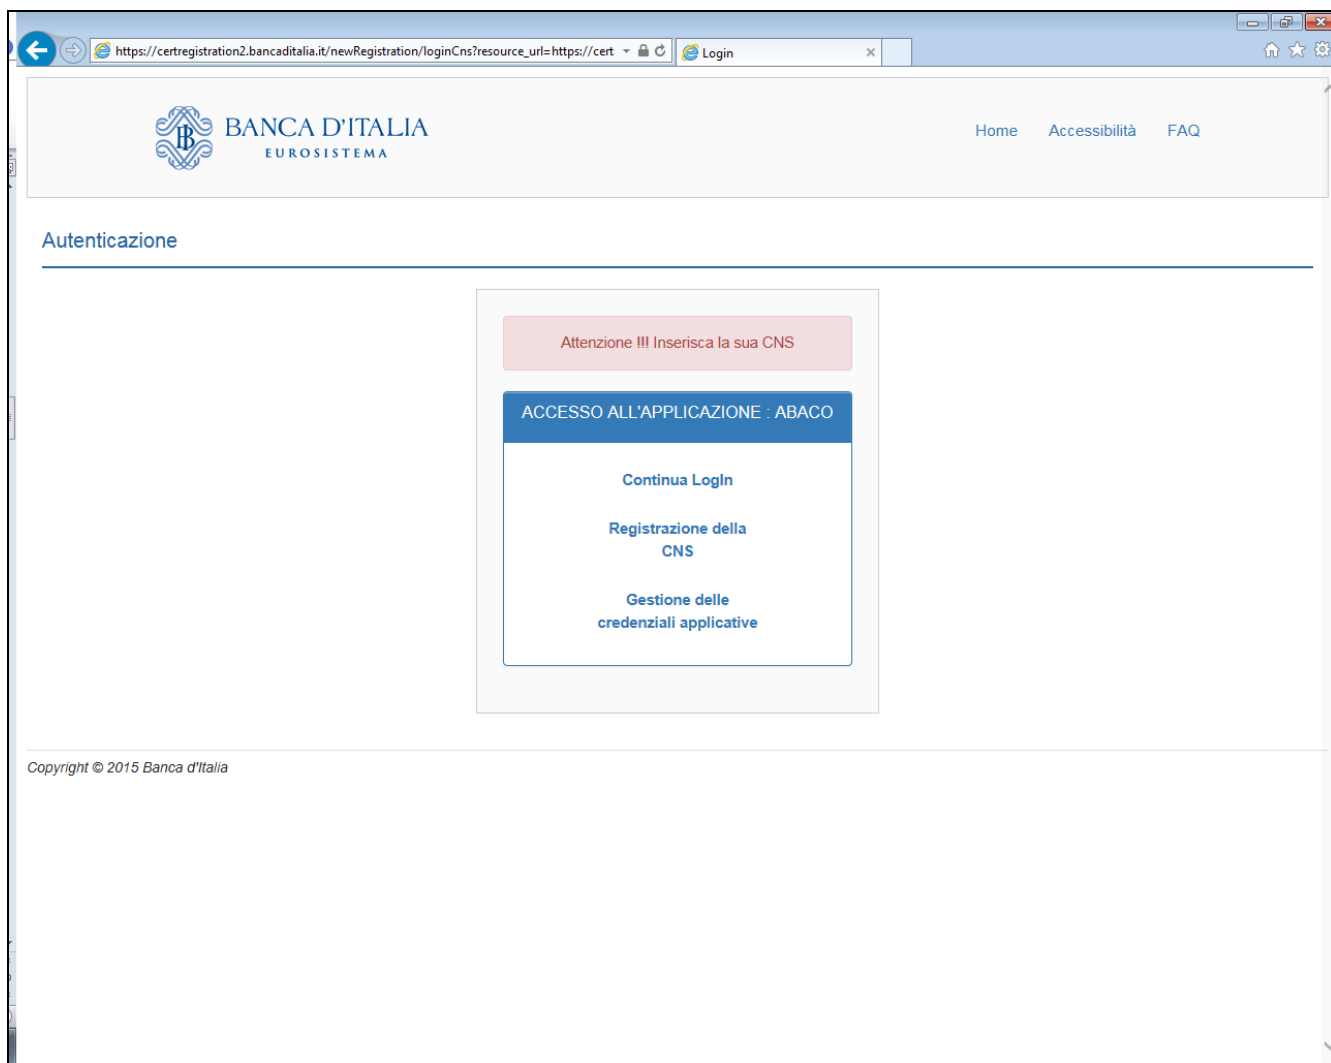 https://certregistration2.bancaditalia.it/newRegistration/loginCns?resource_url=https://cert
Login
BANCA D'ITALIA
EUROSISTEMA
Home Accessibilità FAQ
Autenticazione
Attenzione !!! Inserisca la sua CNS
ACCESSO ALL'APPLICAZIONE : ABACO
Continua LogIn
Registrazione della
CNS
Gestione delle
credenziali applicative
Copyright © 2015 Banca d'Italia